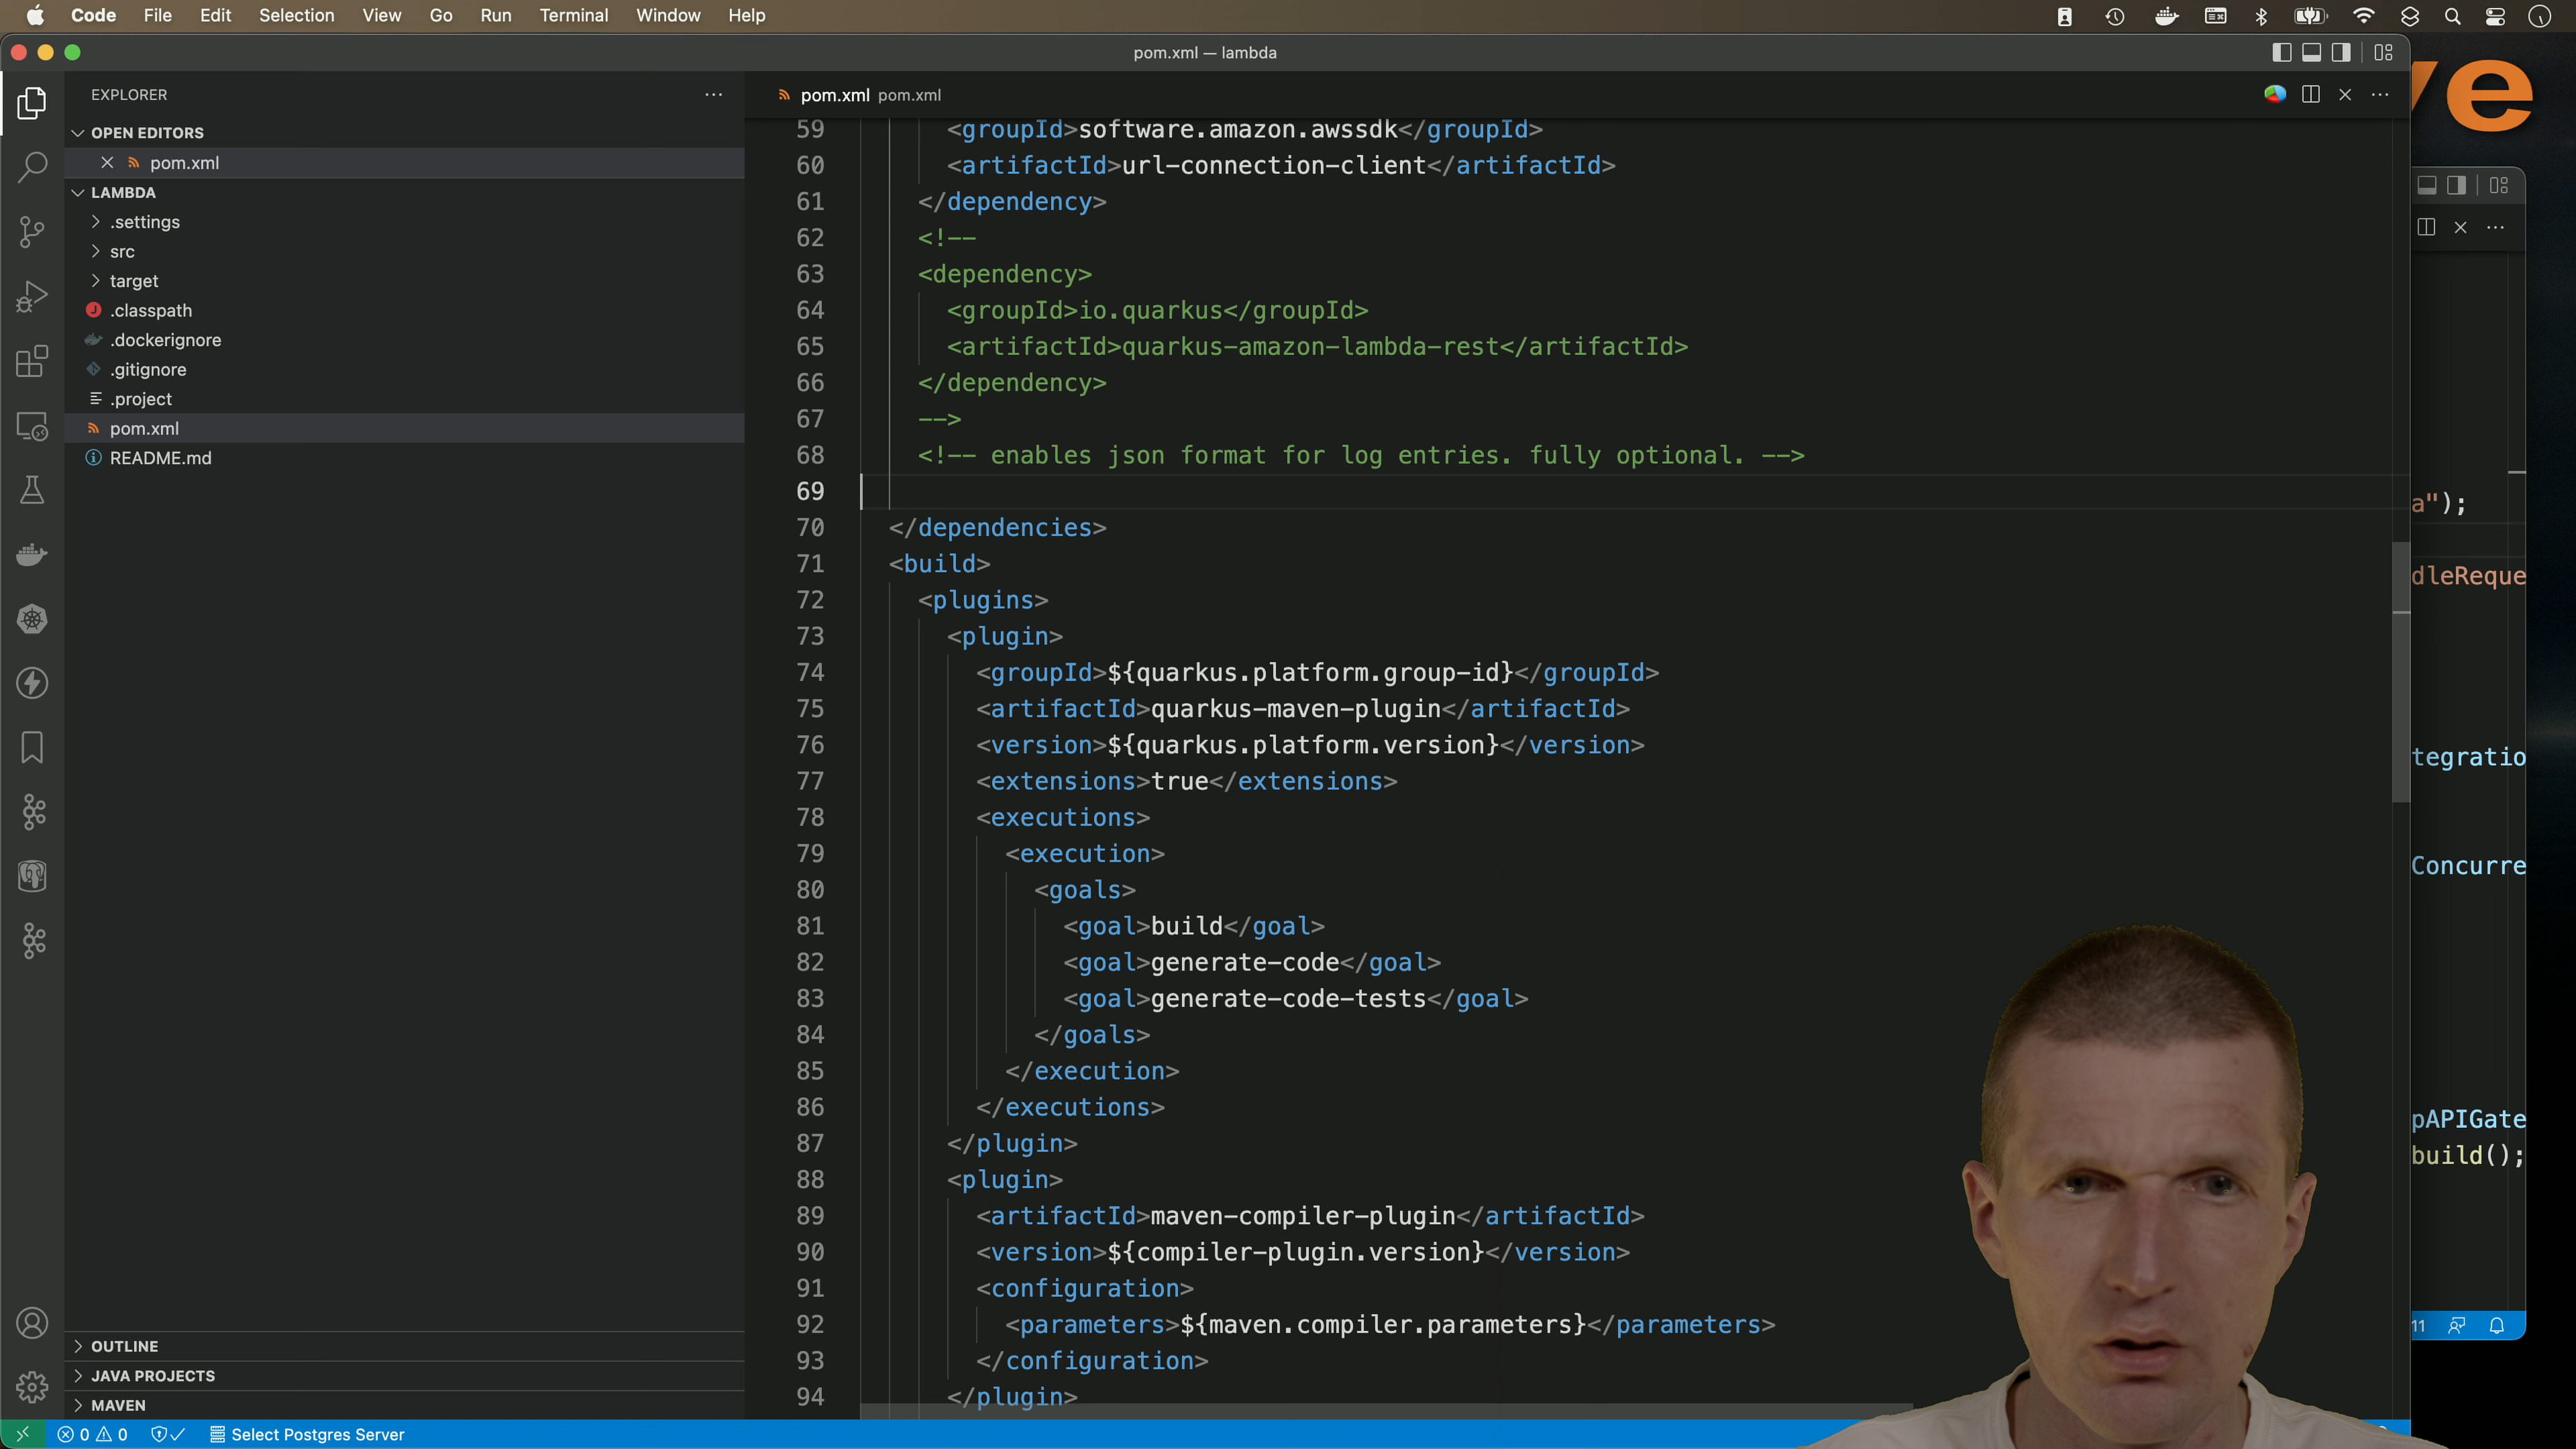 Code File Edit Selection View Go Run Terminal Window Help
pom.xml — lambda
ve
EXPLORER
pom.xml pom.xml
OPEN EDITORS
pom.xml
LAMBDA
.settings
src
target
.classpath
.dockerignore
.gitignore
.project
pom.xml
README.md
OUTLINE
JAVA PROJECTS
MAVEN
59 <groupId>software.amazon.awssdk</groupId>
60 <artifactId>url-connection-client</artifactId>
61 </dependency>
62 <!--
63 <dependency>
64 <groupId>io.quarkus</groupId>
65 <artifactId>quarkus-amazon-lambda-rest</artifactId>
66 </dependency>
67 -->
68 <!-- enables json format for log entries. fully optional. -->
69
70 </dependencies>
71 <build>
72 <plugins>
73 <plugin>
74 <groupId>${quarkus.platform.group-id}</groupId>
75 <artifactId>quarkus-maven-plugin</artifactId>
76 <version>${quarkus.platform.version}</version>
77 <extensions>true</extensions>
78 <executions>
79 <execution>
80 <goals>
81 <goal>build</goal>
82 <goal>generate-code</goal>
83 <goal>generate-code-tests</goal>
84 </goals>
85 </execution>
86 </executions>
87 </plugin>
88 <plugin>
89 <artifactId>maven-compiler-plugin</artifactId>
90 <version>${compiler-plugin.version}</version>
91 <configuration>
92 <parameters>${maven.compiler.parameters}</parameters>
93 </configuration>
94 </plugin>
a");
dleReque
tegratio
Concurre
pAPIGate
build();
11
0 0 Select Postgres Server